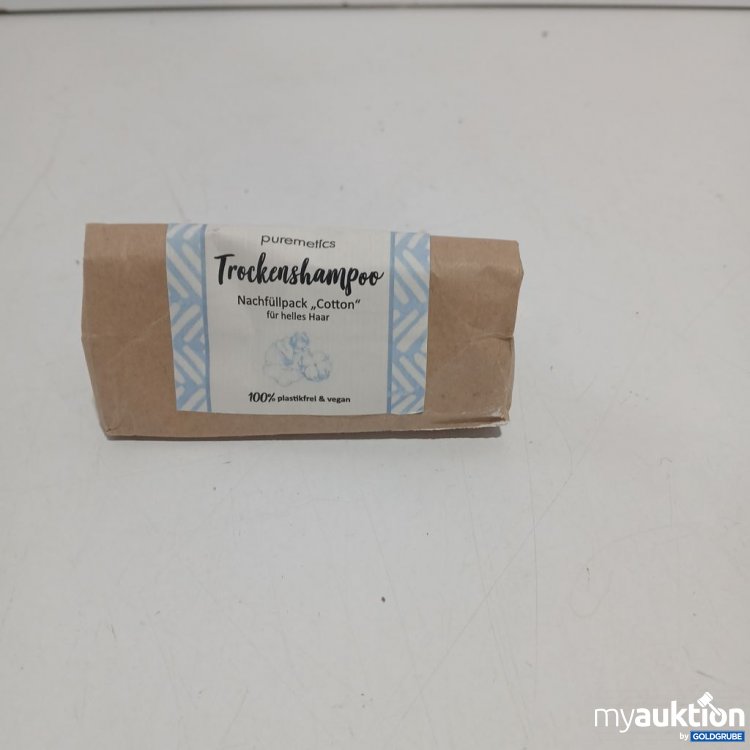 puremetics
Trockenshampoo
Nachfüllpack „Cotton“
für helles Haar
100% plastikfrei & vegan
myauktion
by GOLDGRUBE